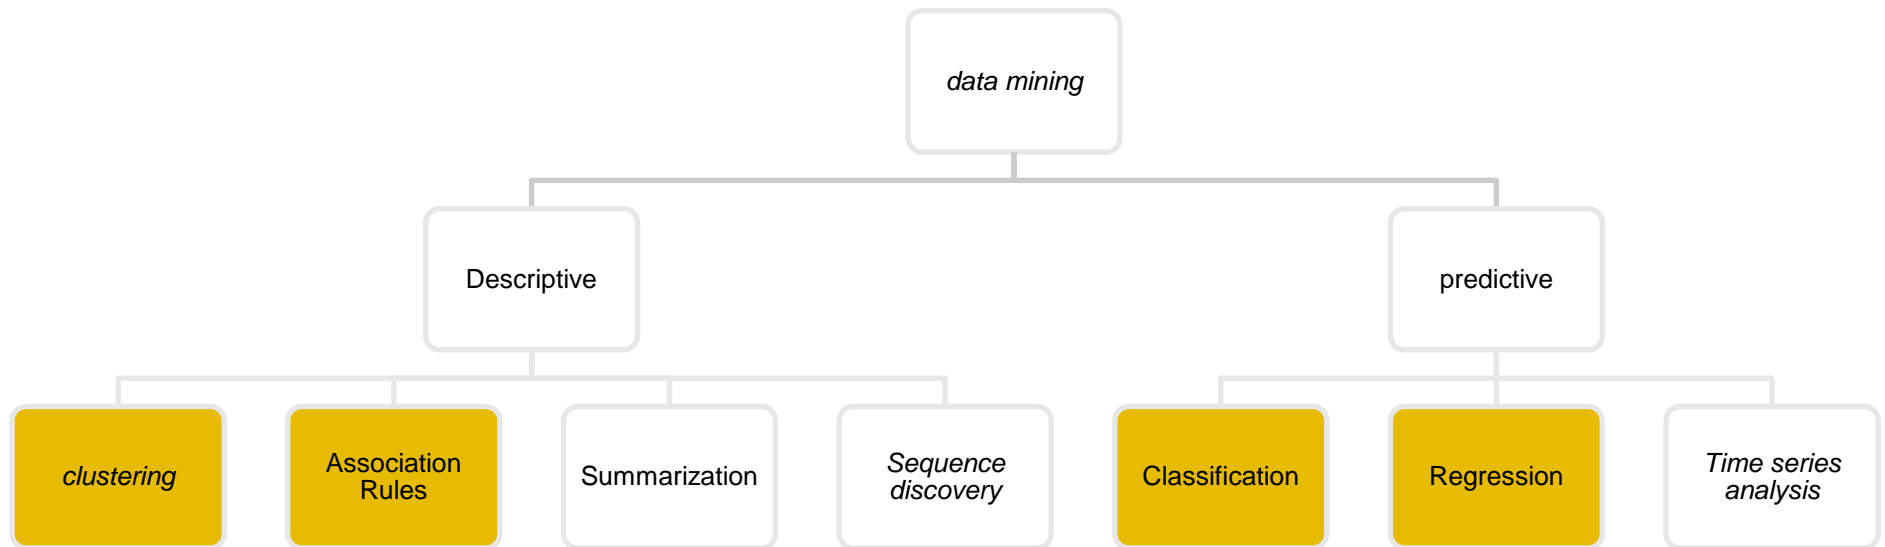 data mining
Descriptive
predictive
clustering
Association
Rules
Summarization
Sequence
discovery
Classification
Regression
Time series
analysis